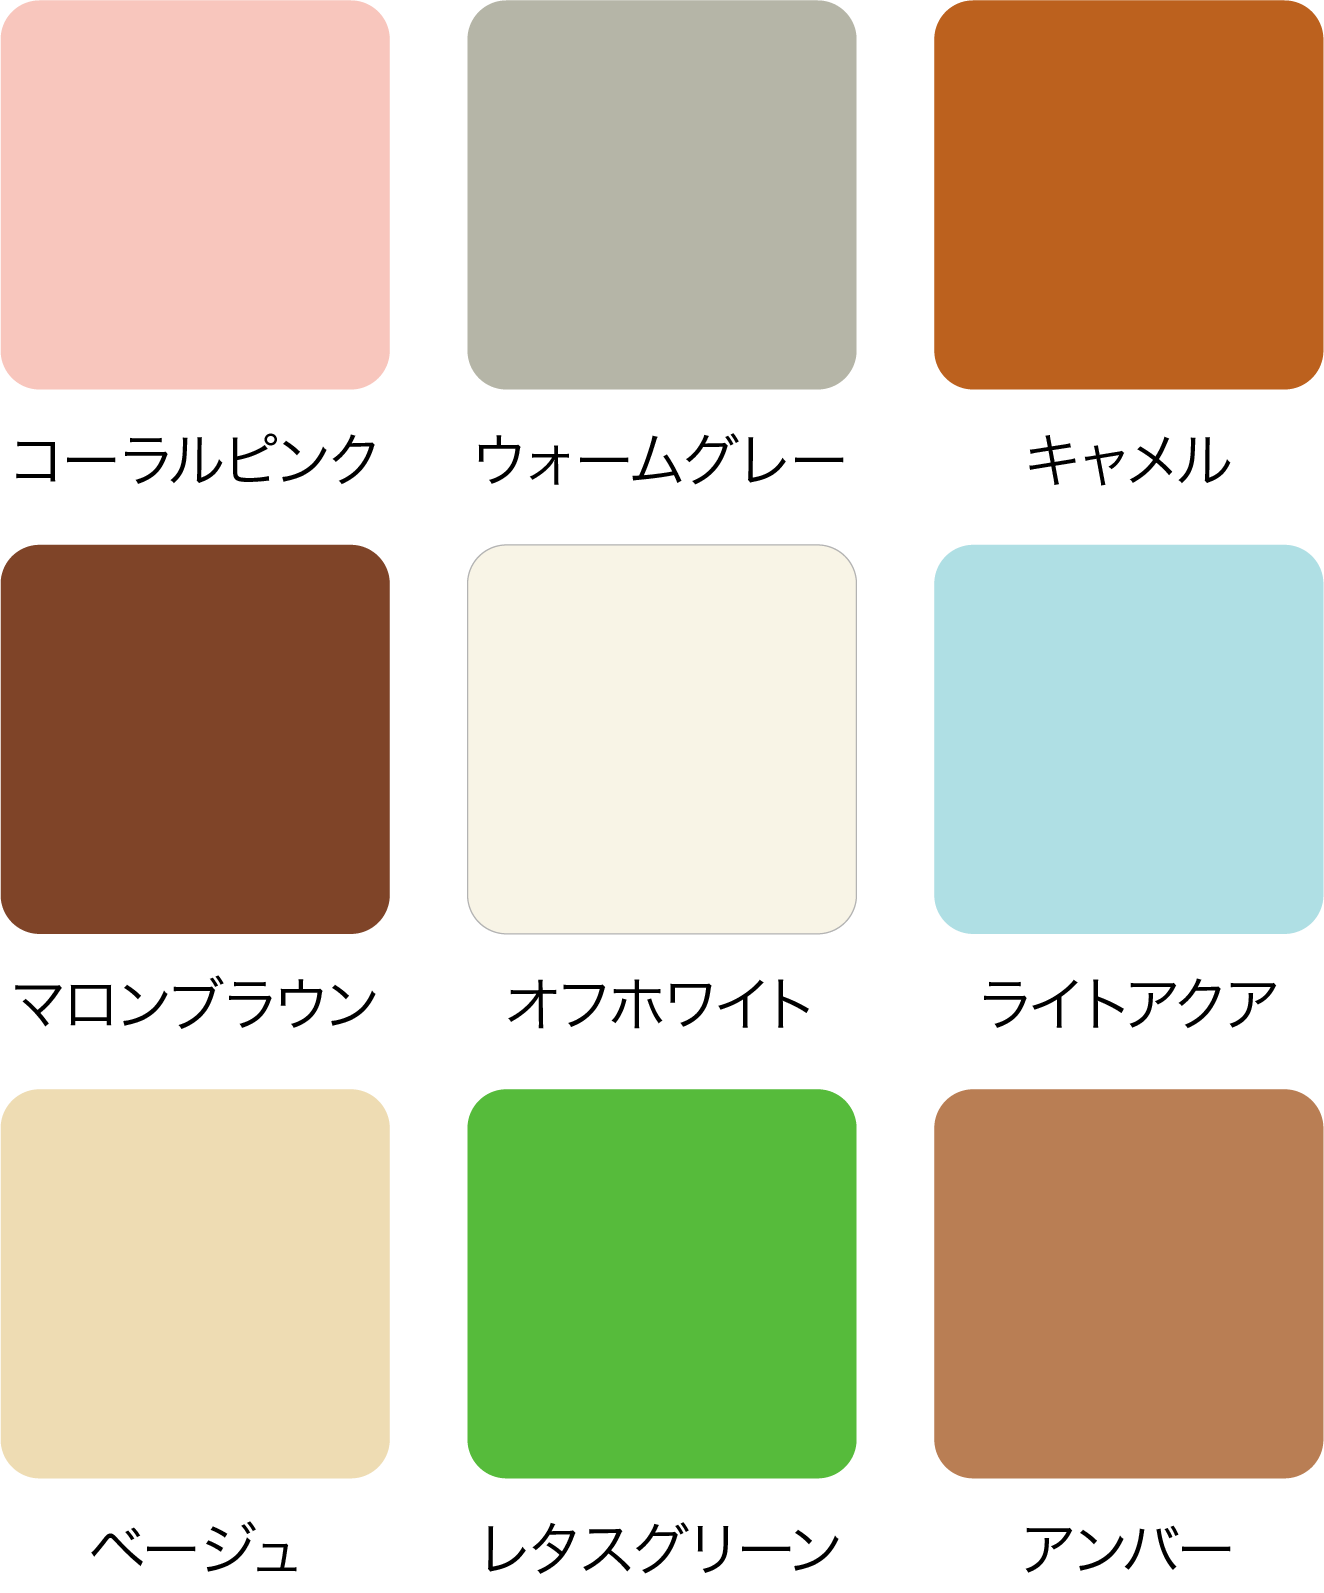 コーラルピンク
ウォームグレー
キャメル
マロンブラウン
オフホワイト
ライトアクア
ベージュ
レタスグリーン
アンバー